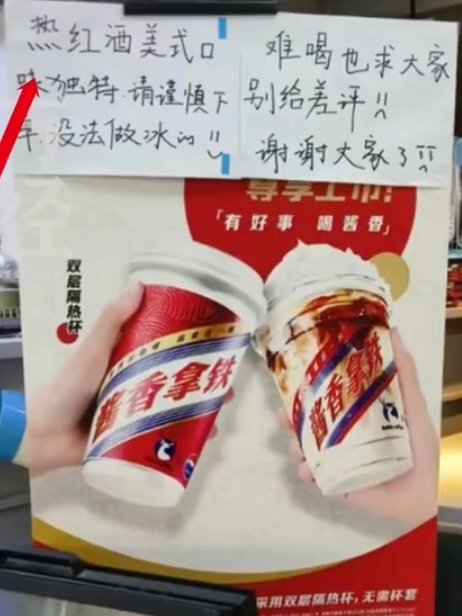 热红酒美式口
味独特.请谨慎下
单.没法做冰的!!
难喝也求大家
别给差评!!
谢谢大家了!!
尊享上市!
「有好事 喝酱香」
双层隔热杯
酱香拿铁
酱香拿铁
采用双层隔热杯,无需杯套